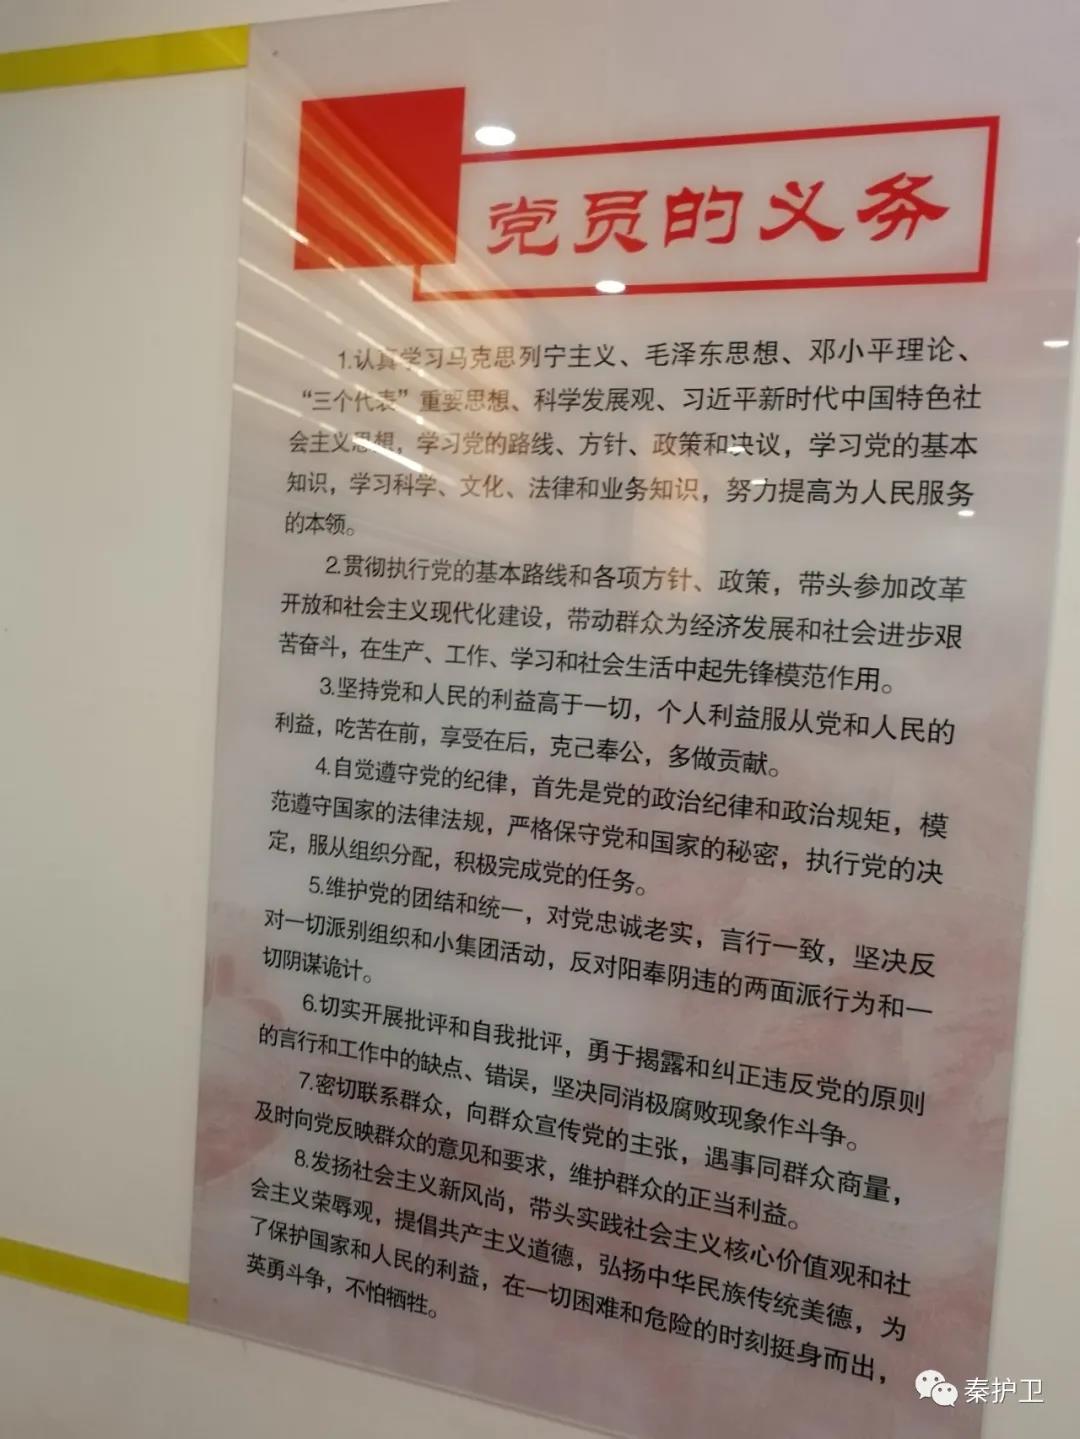 党员的义务
1.认真学习马克思列宁主义、毛泽东思想、邓小平理论、
“三个代表”重要思想、科学发展观、习近平新时代中国特色社
会主义思想，学习党的路线、方针、政策和决议，学习党的基本
知识，学习科学、文化、法律和业务知识，努力提高为人民服务
的本领。
2.贯彻执行党的基本路线和各项方针、政策，带头参加改革
开放和社会主义现代化建设，带动群众为经济发展和社会进步艰
苦奋斗，在生产、工作、学习和社会生活中起先锋模范作用。
3.坚持党和人民的利益高于一切，个人利益服从党和人民的
利益，吃苦在前，享受在后，克己奉公，多做贡献。
4.自觉遵守党的纪律，首先是党的政治纪律和政治规矩，模
范遵守国家的法律法规，严格保守党和国家的秘密，执行党的决
定，服从组织分配，积极完成党的任务。
5.维护党的团结和统一，对党忠诚老实，言行一致，坚决反
对一切派别组织和小集团活动，反对阳奉阴违的两面派行为和一
切阴谋诡计。
6.切实开展批评和自我批评，勇于揭露和纠正违反党的原则
的言行和工作中的缺点、错误，坚决同消极腐败现象作斗争。
7.密切联系群众，向群众宣传党的主张，遇事同群众商量，
及时向党反映群众的意见和要求，维护群众的正当利益。
8.发扬社会主义新风尚，带头实践社会主义核心价值观和社
会主义荣辱观，提倡共产主义道德，弘扬中华民族传统美德，为
了保护国家和人民的利益，在一切困难和危险的时刻挺身而出，
英勇斗争，不怕牺牲。
秦护卫